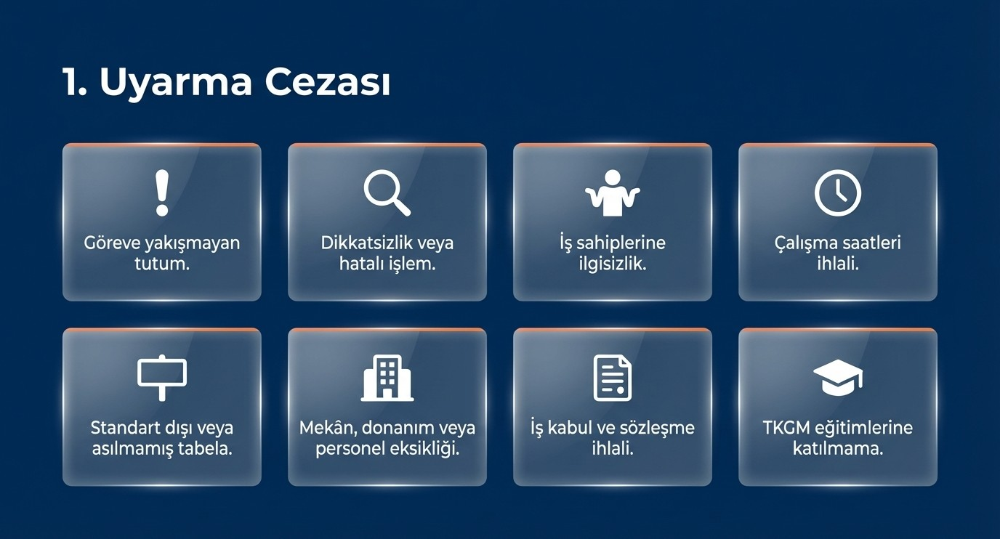 1. Uyarma Cezası
Göreve yakışmayan
tutum.
Dikkatsizlik veya
hatalı işlem.
İş sahiplerine
ilgisizlik.
Çalışma saatleri
ihlali.
Standart dışı veya
asılmamış tabela.
Mekân, donanım veya
personel eksikliği.
İş kabul ve sözleşme
ihlali.
TKGM eğitimlerine
katılmama.